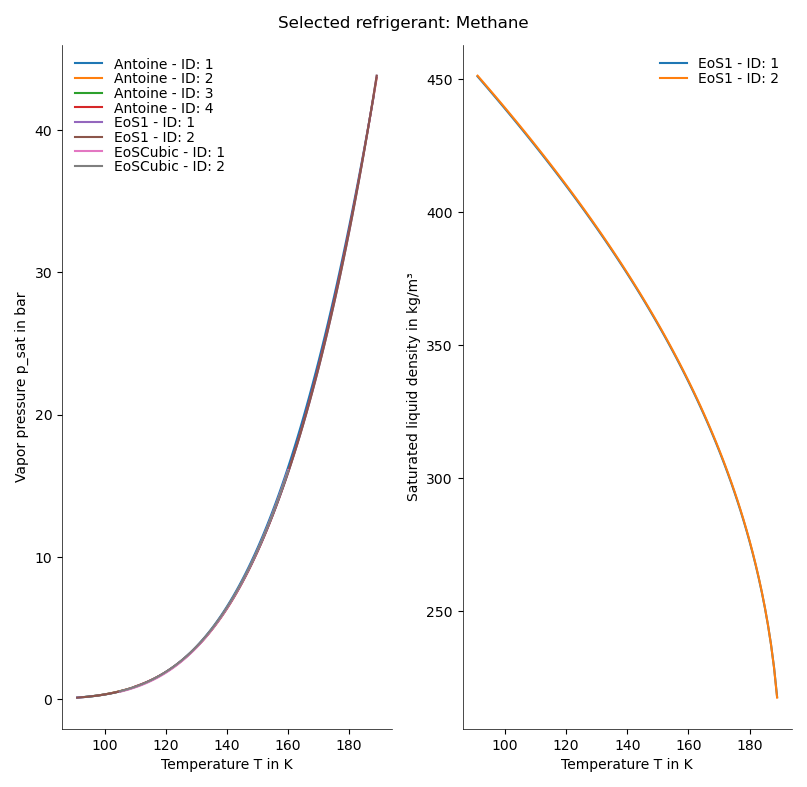 Selected refrigerant: Methane
Antoine - ID: 1
Antoine - ID: 2
Antoine - ID: 3
Antoine - ID: 4
EoS1 - ID: 1
EoS1 - ID: 2
EoSCubic - ID: 1
EoSCubic - ID: 2
40
30
20
10
0
Vapor pressure p_sat in bar
100 120 140 160 180
Temperature T in K
EoS1 - ID: 1
EoS1 - ID: 2
450
400
350
300
250
Saturated liquid density in kg/m³
100 120 140 160 180
Temperature T in K